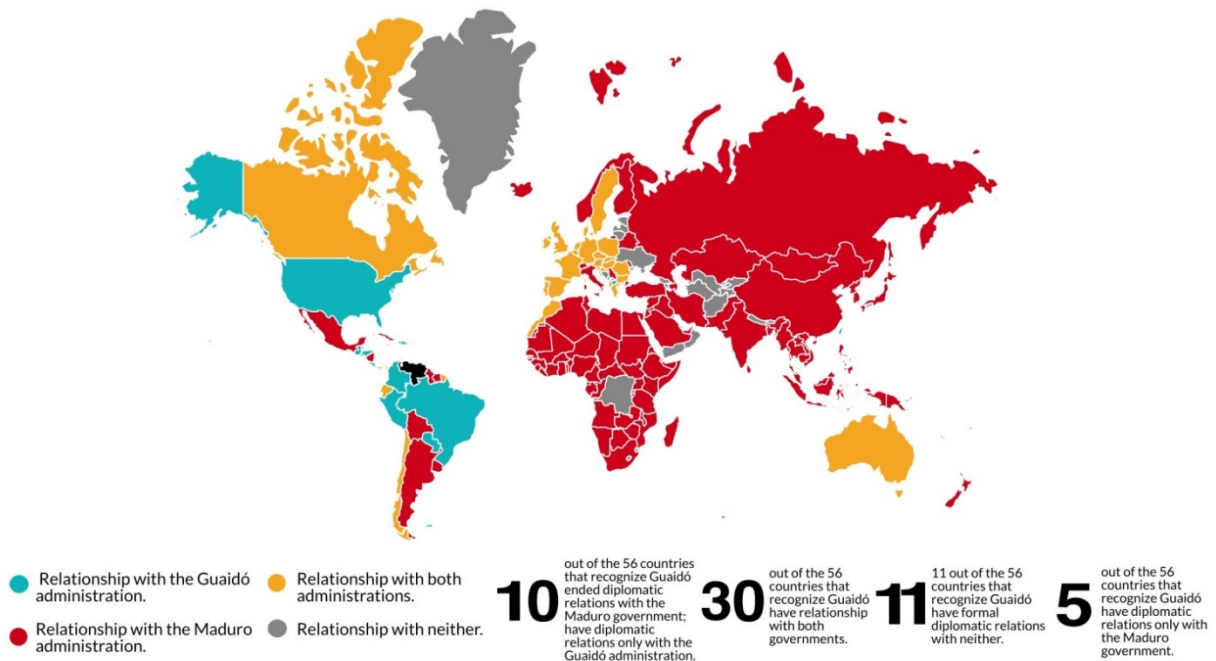 Relationship with the Guaidó
administration.
Relationship with both
administrations.
Relationship with the Maduro
administration.
Relationship with neither.
10
out of the 56 countries
that recognize Guaidó
ended diplomatic
relations with the
Maduro government;
have diplomatic
relations only with the
Guaidó administration.
30
out of the 56
countries that
recognize Guaidó
have relationship
with both
governments.
11
11 out of the 56
countries that
recognize Guaidó
have formal
diplomatic relations
with neither.
5
out of the 56
countries that
recognize Guaidó
have diplomatic
relations only with
the Maduro
government.